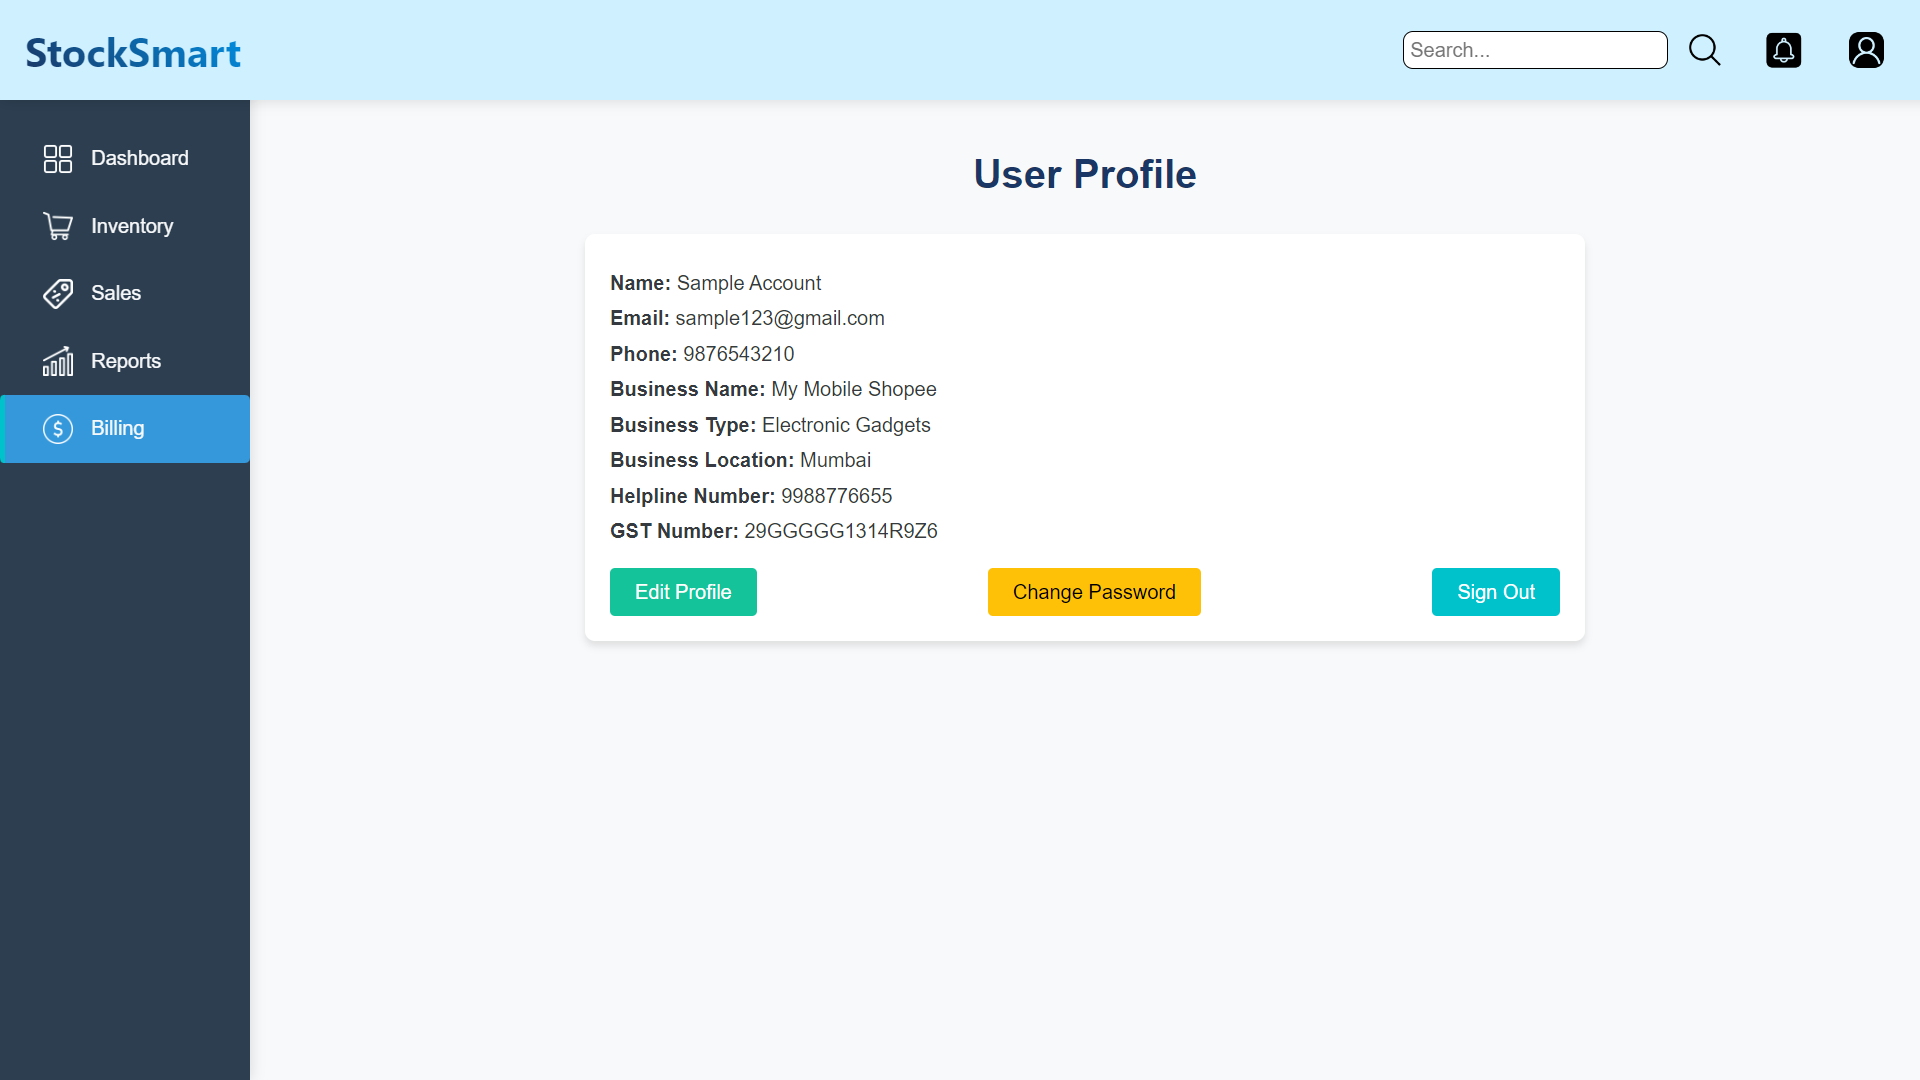 StockSmart
Search...
Dashboard
Inventory
Sales
Reports
Billing
User Profile
Name: Sample Account
Email: sample123@gmail.com
Phone: 9876543210
Business Name: My Mobile Shopee
Business Type: Electronic Gadgets
Business Location: Mumbai
Helpline Number: 9988776655
GST Number: 29GGGGG1314R9Z6
Edit Profile
Change Password
Sign Out